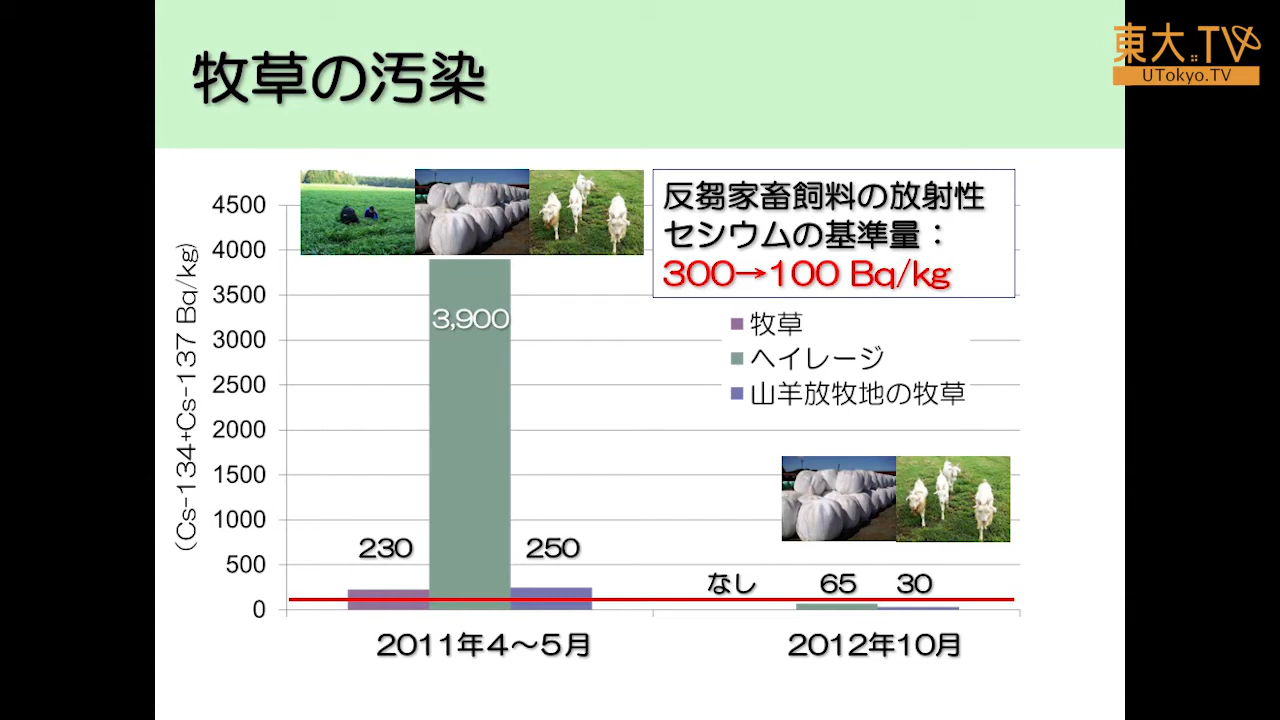 牧草の汚染
東大.TV
UTokyo.TV
反芻家畜飼料の放射性
セシウムの基準量：
300→100 Bq/kg
牧草
ヘイレージ
山羊放牧地の牧草
(Cs-134+Cs-137 Bq/kg)
4500
4000
3500
3000
2500
2000
1500
1000
500
0
3,900
230
250
なし
65
30
2011年４～５月
2012年10月